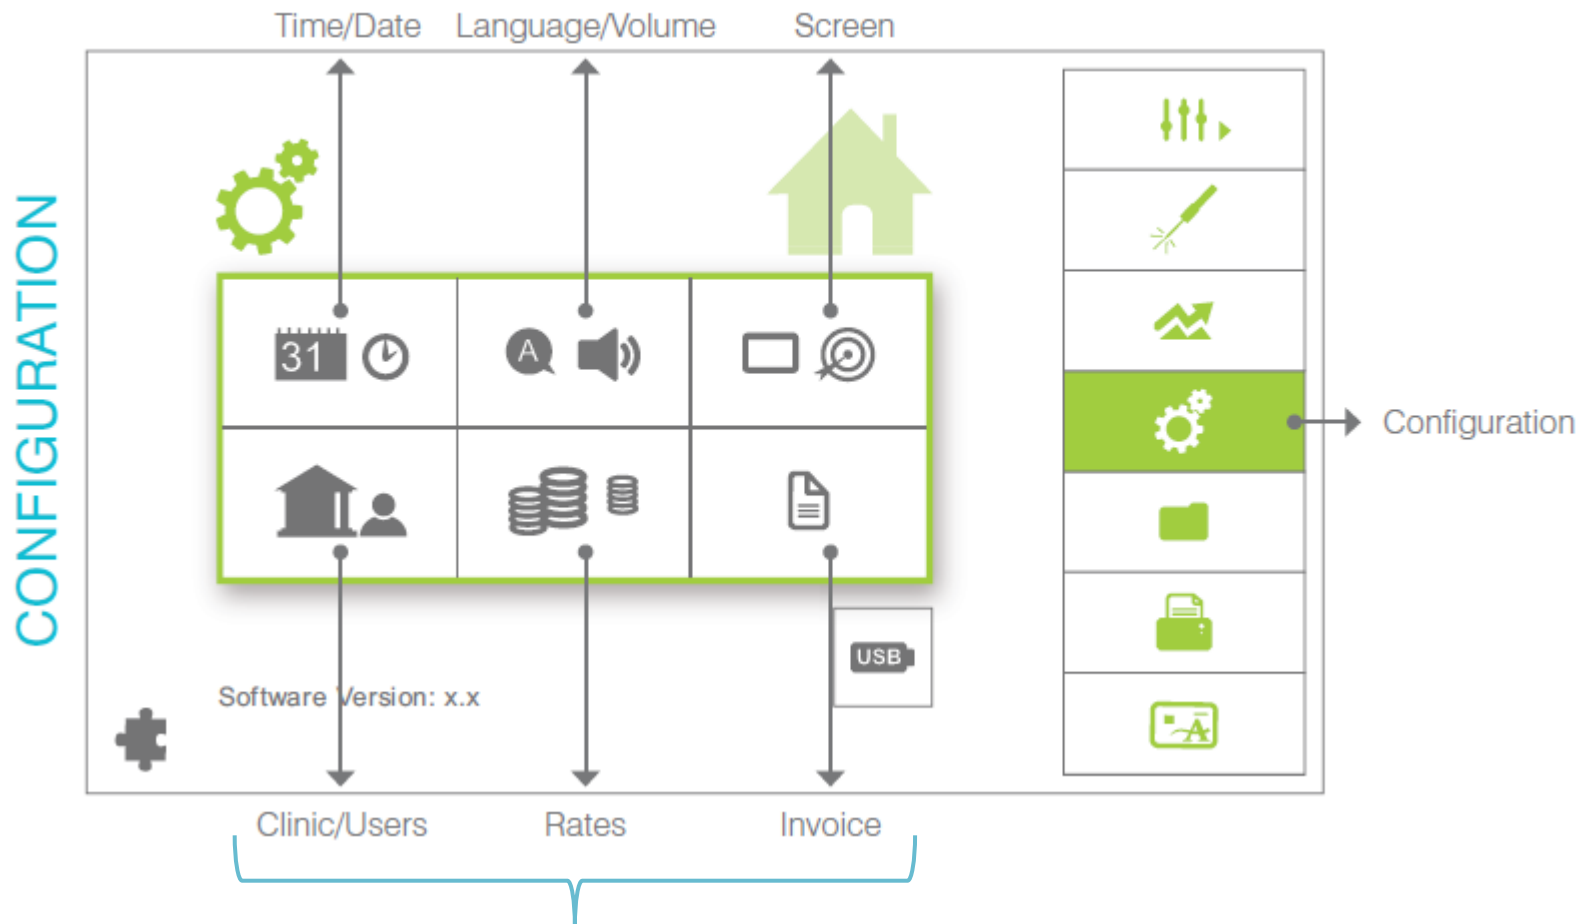 Time/Date
Language/Volume
Screen
CONFIGURATION
31
A
Configuration
USB
Software Version: x.x
A
Clinic/Users
Rates
Invoice